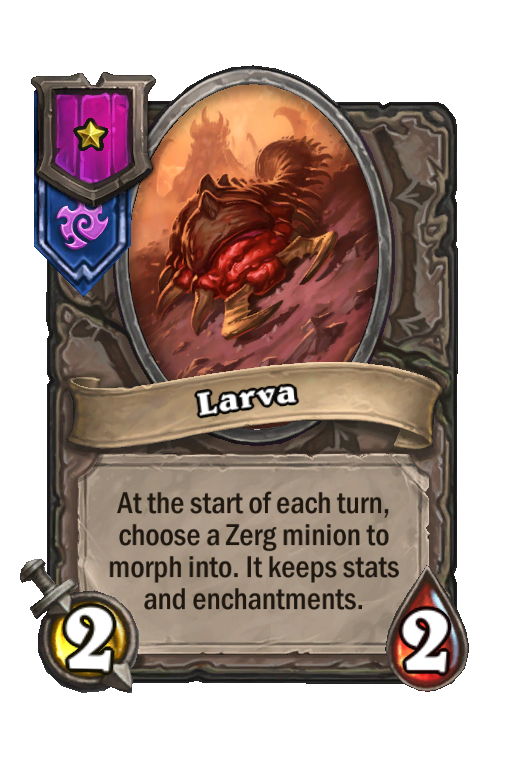 Larva
At the start of each turn,
choose a Zerg minion to
morph into. It keeps stats
and enchantments.
2
2